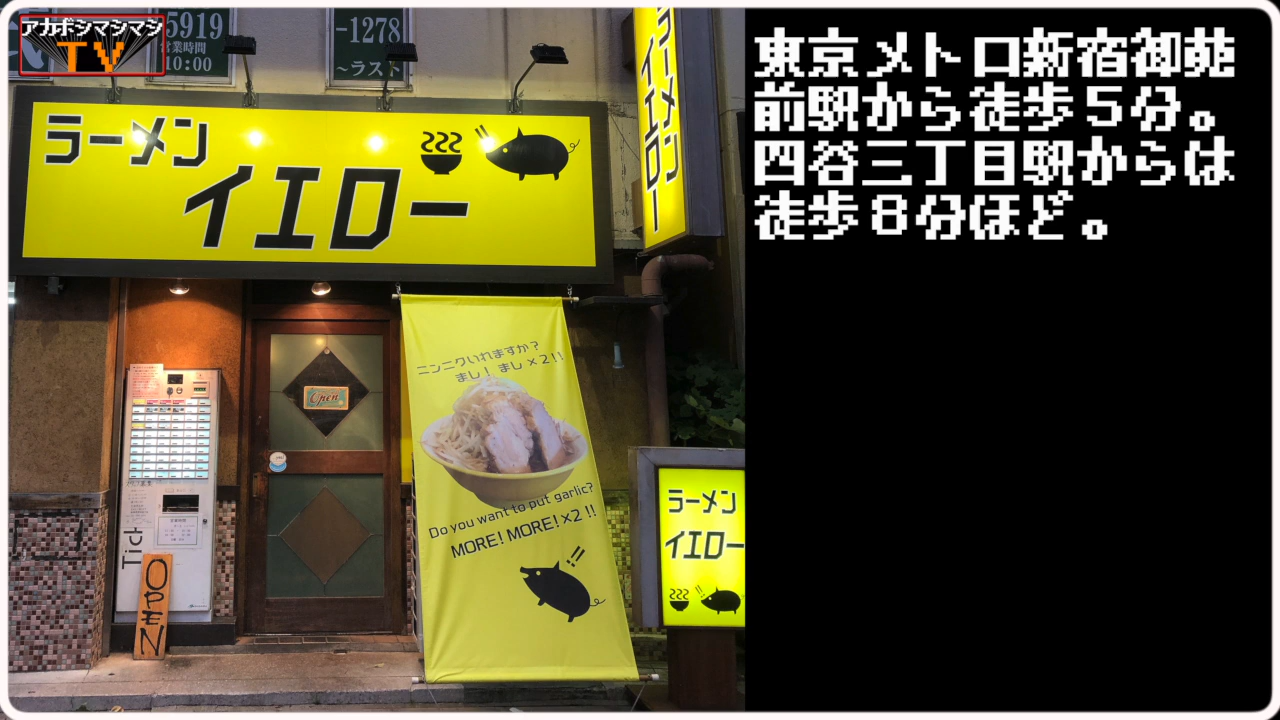 アカボシマシマシ
TV
5919
営業時間
10:00
-1278
～ラスト
ラーメン
イエロー
ラーメン
イエロー
Open
ニンニクいれますか？
まし！まし×2!!
Do you want to put garlic?
MORE! MORE! ×2!!
OPEN
ラーメン
イエロー
東京メトロ新宿御苑
前駅から徒歩５分。
四谷三丁目駅からは
徒歩８分ほど。